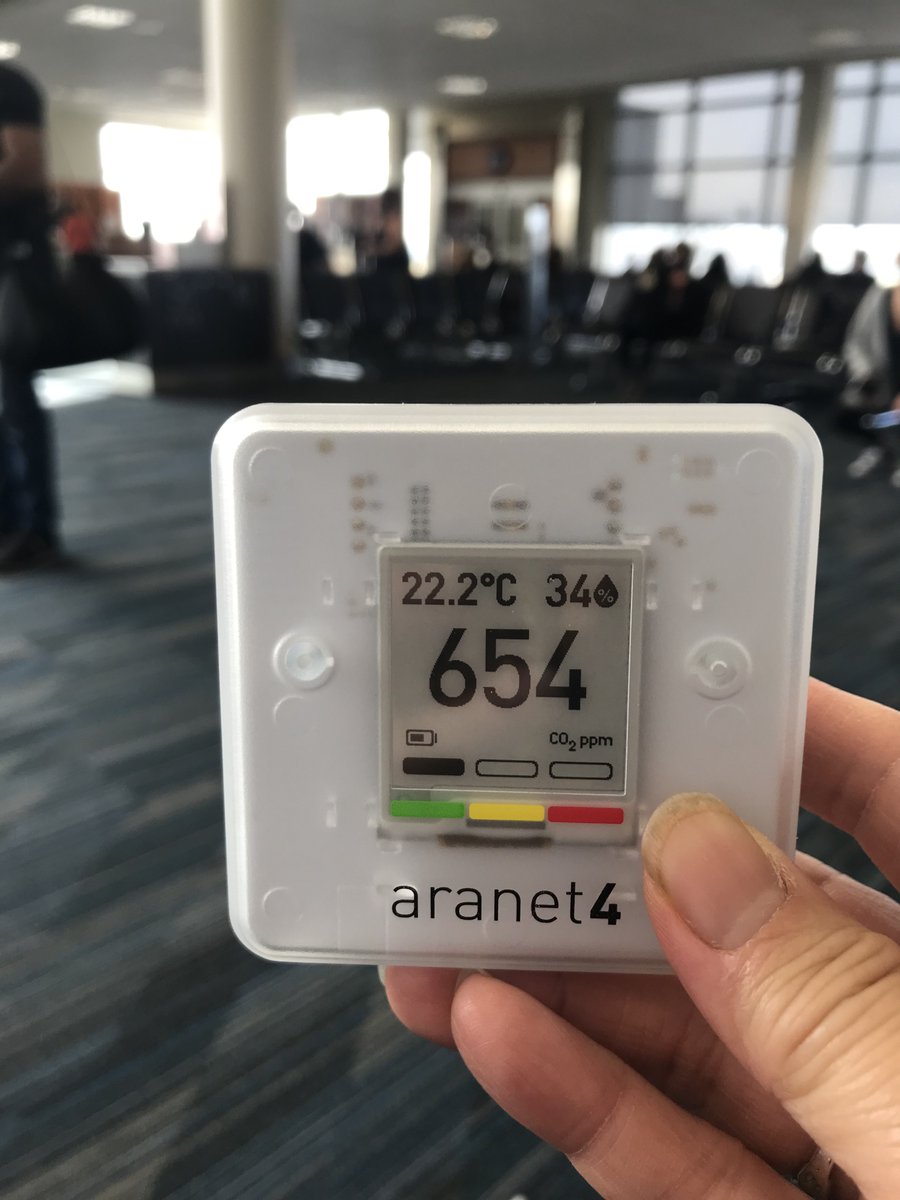 22.2°C 34%
654
CO₂ ppm
aranet4